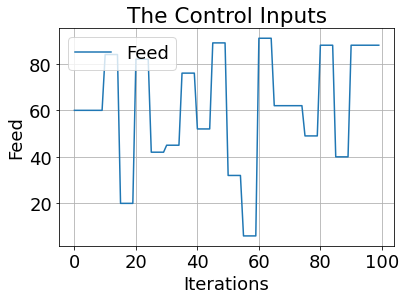 The Control Inputs
Feed
Feed
80
60
40
20
0 20 40 60 80 100
Iterations